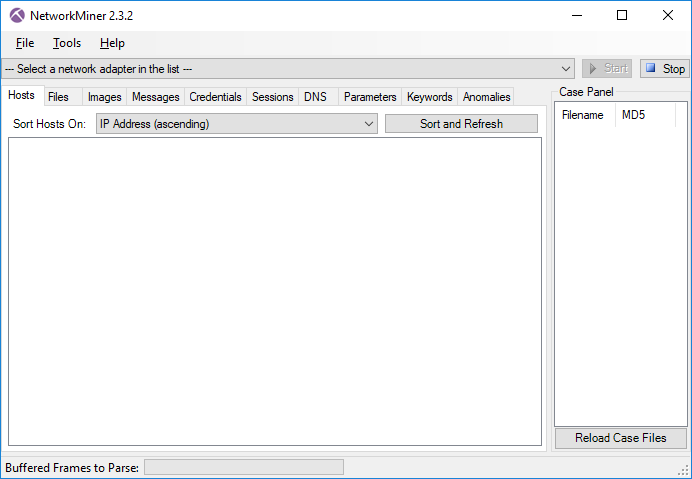 NetworkMiner 2.3.2
File Tools Help
--- Select a network adapter in the list ---
Start
Stop
Hosts Files Images Messages Credentials Sessions DNS Parameters Keywords Anomalies
Sort Hosts On: IP Address (ascending) Sort and Refresh
Case Panel
Filename MD5
Reload Case Files
Buffered Frames to Parse: